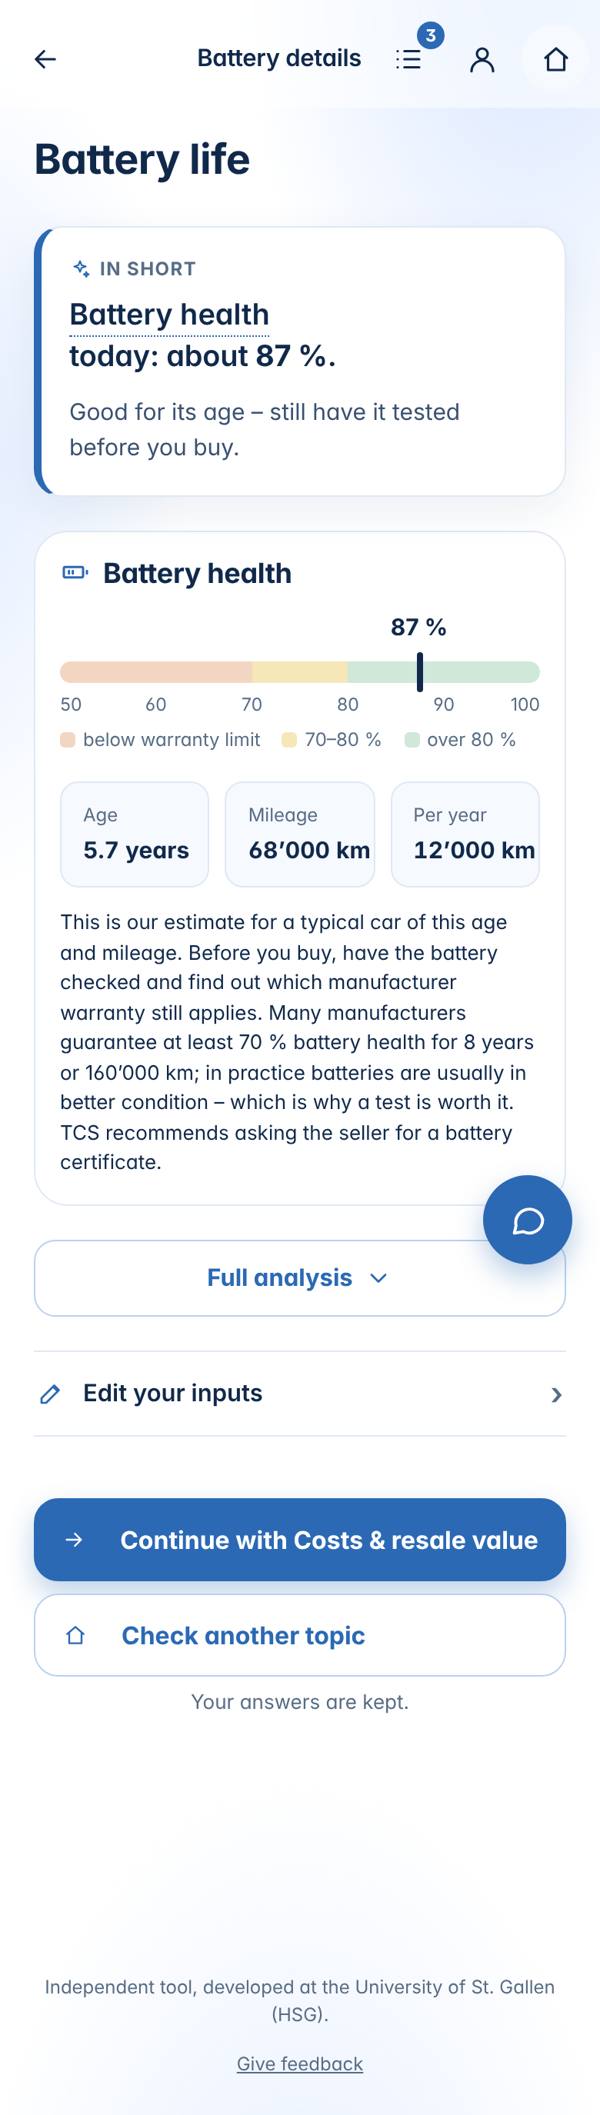 Battery details
3
Battery life
IN SHORT
Battery health
today: about 87 %.
Good for its age – still have it tested
before you buy.
Battery health
87 %
50 60 70 80 90 100
below warranty limit 70–80 % over 80 %
Age Mileage Per year
5.7 years 68’000 km 12’000 km
This is our estimate for a typical car of this age
and mileage. Before you buy, have the battery
checked and find out which manufacturer
warranty still applies. Many manufacturers
guarantee at least 70 % battery health for 8 years
or 160’000 km; in practice batteries are usually in
better condition – which is why a test is worth it.
TCS recommends asking the seller for a battery
certificate.
Full analysis
Edit your inputs
Continue with Costs & resale value
Check another topic
Your answers are kept.
Independent tool, developed at the University of St. Gallen
(HSG).
Give feedback